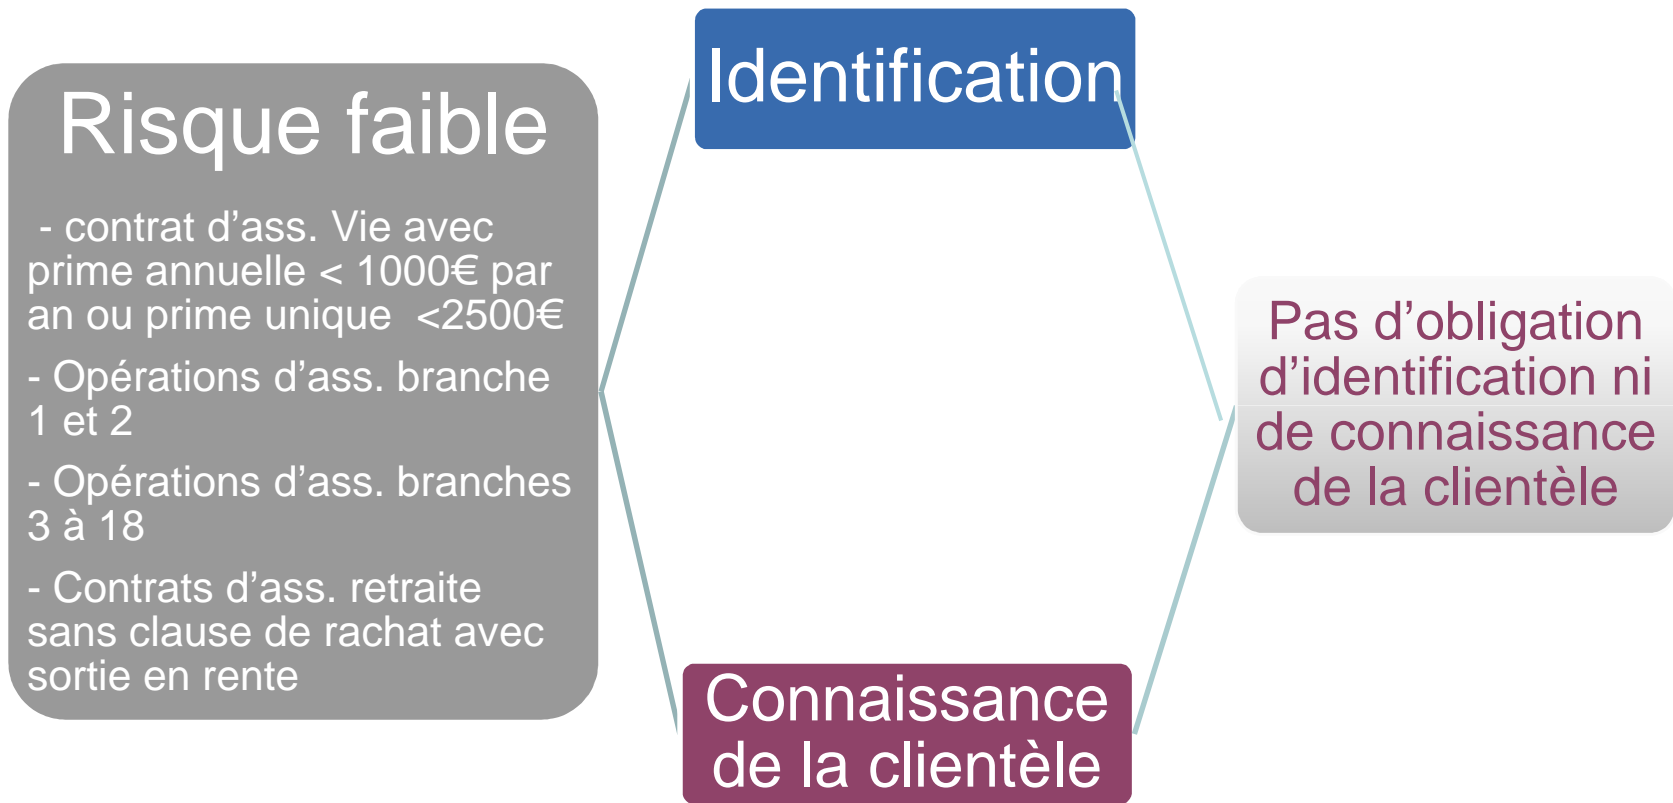 Risque faible
- contrat d’ass. Vie avec
prime annuelle < 1000€ par
an ou prime unique <2500€
- Opérations d’ass. branche
1 et 2
- Opérations d’ass. branches
3 à 18
- Contrats d’ass. retraite
sans clause de rachat avec
sortie en rente
Identification
Connaissance
de la clientèle
Pas d’obligation
d’identification ni
de connaissance
de la clientèle